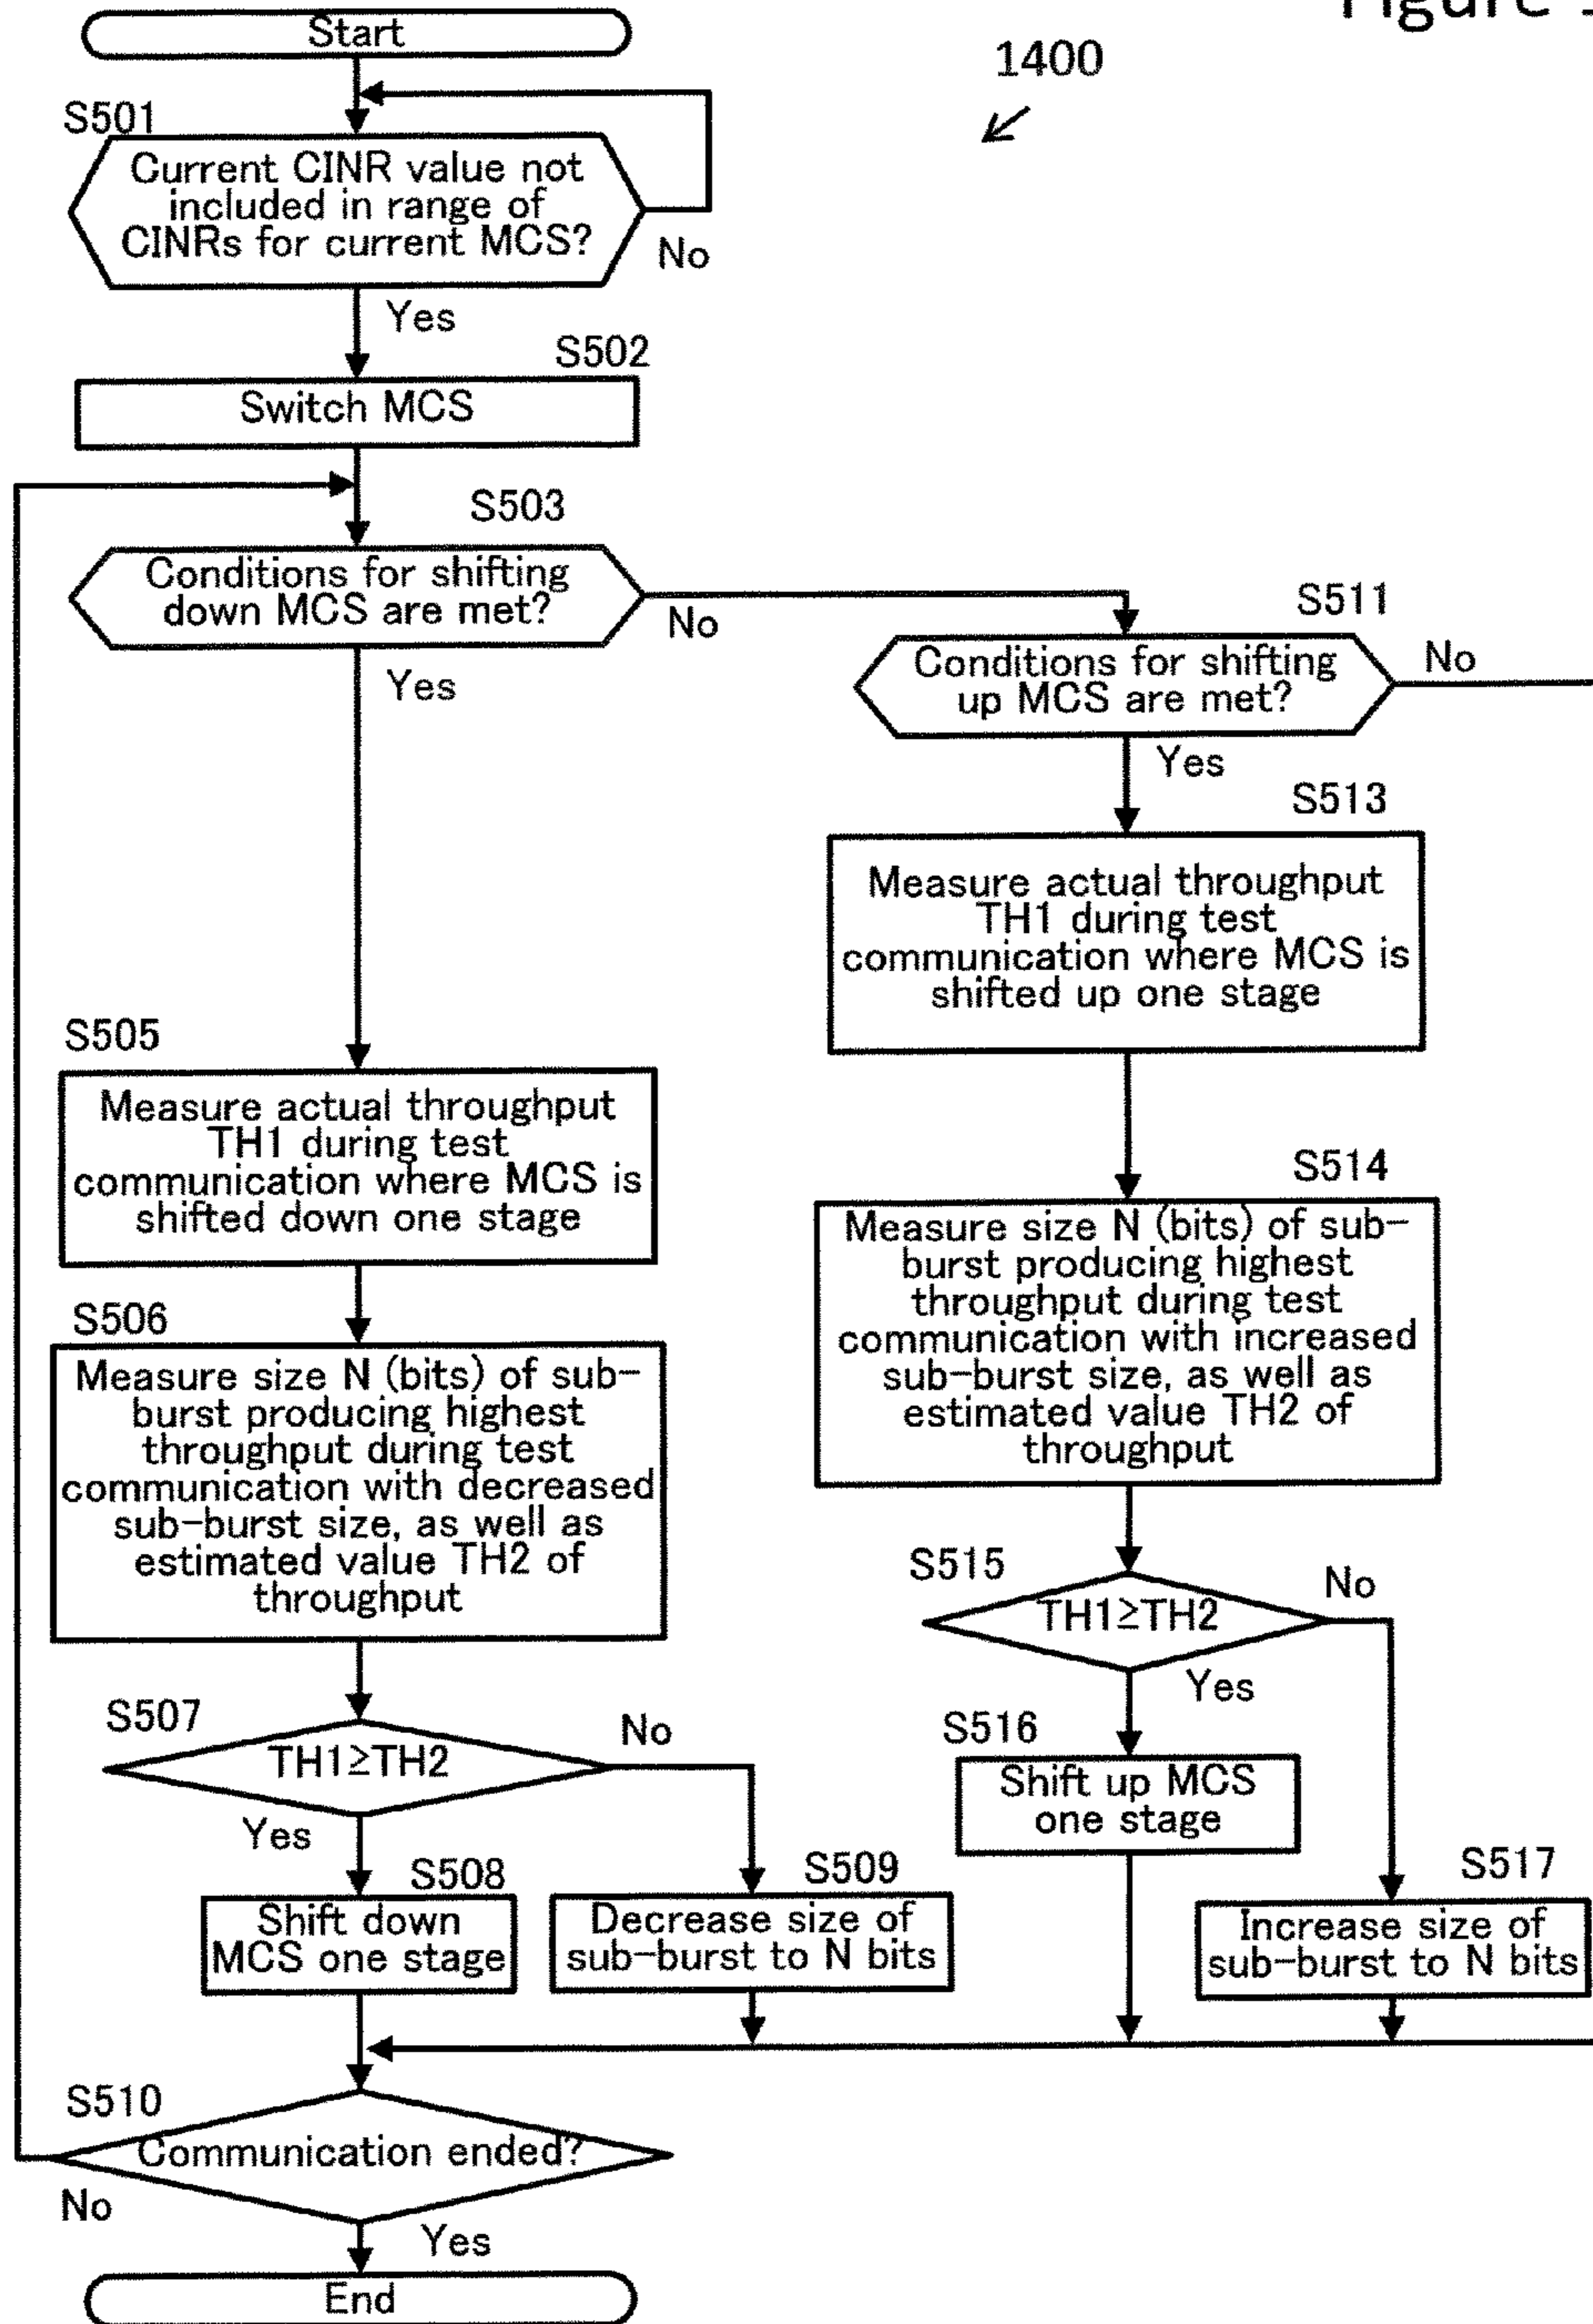 Figure
1400
Start
S501
Current CINR value not
included in range of
CINRs for current MCS?
No
Yes
S502
Switch MCS
S503
Conditions for shifting
down MCS are met?
No
Yes
S511
Conditions for shifting
up MCS are met?
No
Yes
S513
Measure actual throughput
TH1 during test
communication where MCS is
shifted up one stage
S505
Measure actual throughput
TH1 during test
communication where MCS is
shifted down one stage
S514
Measure size N (bits) of sub-
burst producing highest
throughput during test
communication with increased
sub-burst size, as well as
estimated value TH2 of
throughput
S506
Measure size N (bits) of sub-
burst producing highest
throughput during test
communication with decreased
sub-burst size, as well as
estimated value TH2 of
throughput
S515
TH1≥TH2
No
Yes
S507
TH1≥TH2
No
Yes
S516
Shift up MCS
one stage
S508
Shift down
MCS one stage
S509
Decrease size of
sub-burst to N bits
S517
Increase size of
sub-burst to N bits
S510
Communication ended?
No
Yes
End